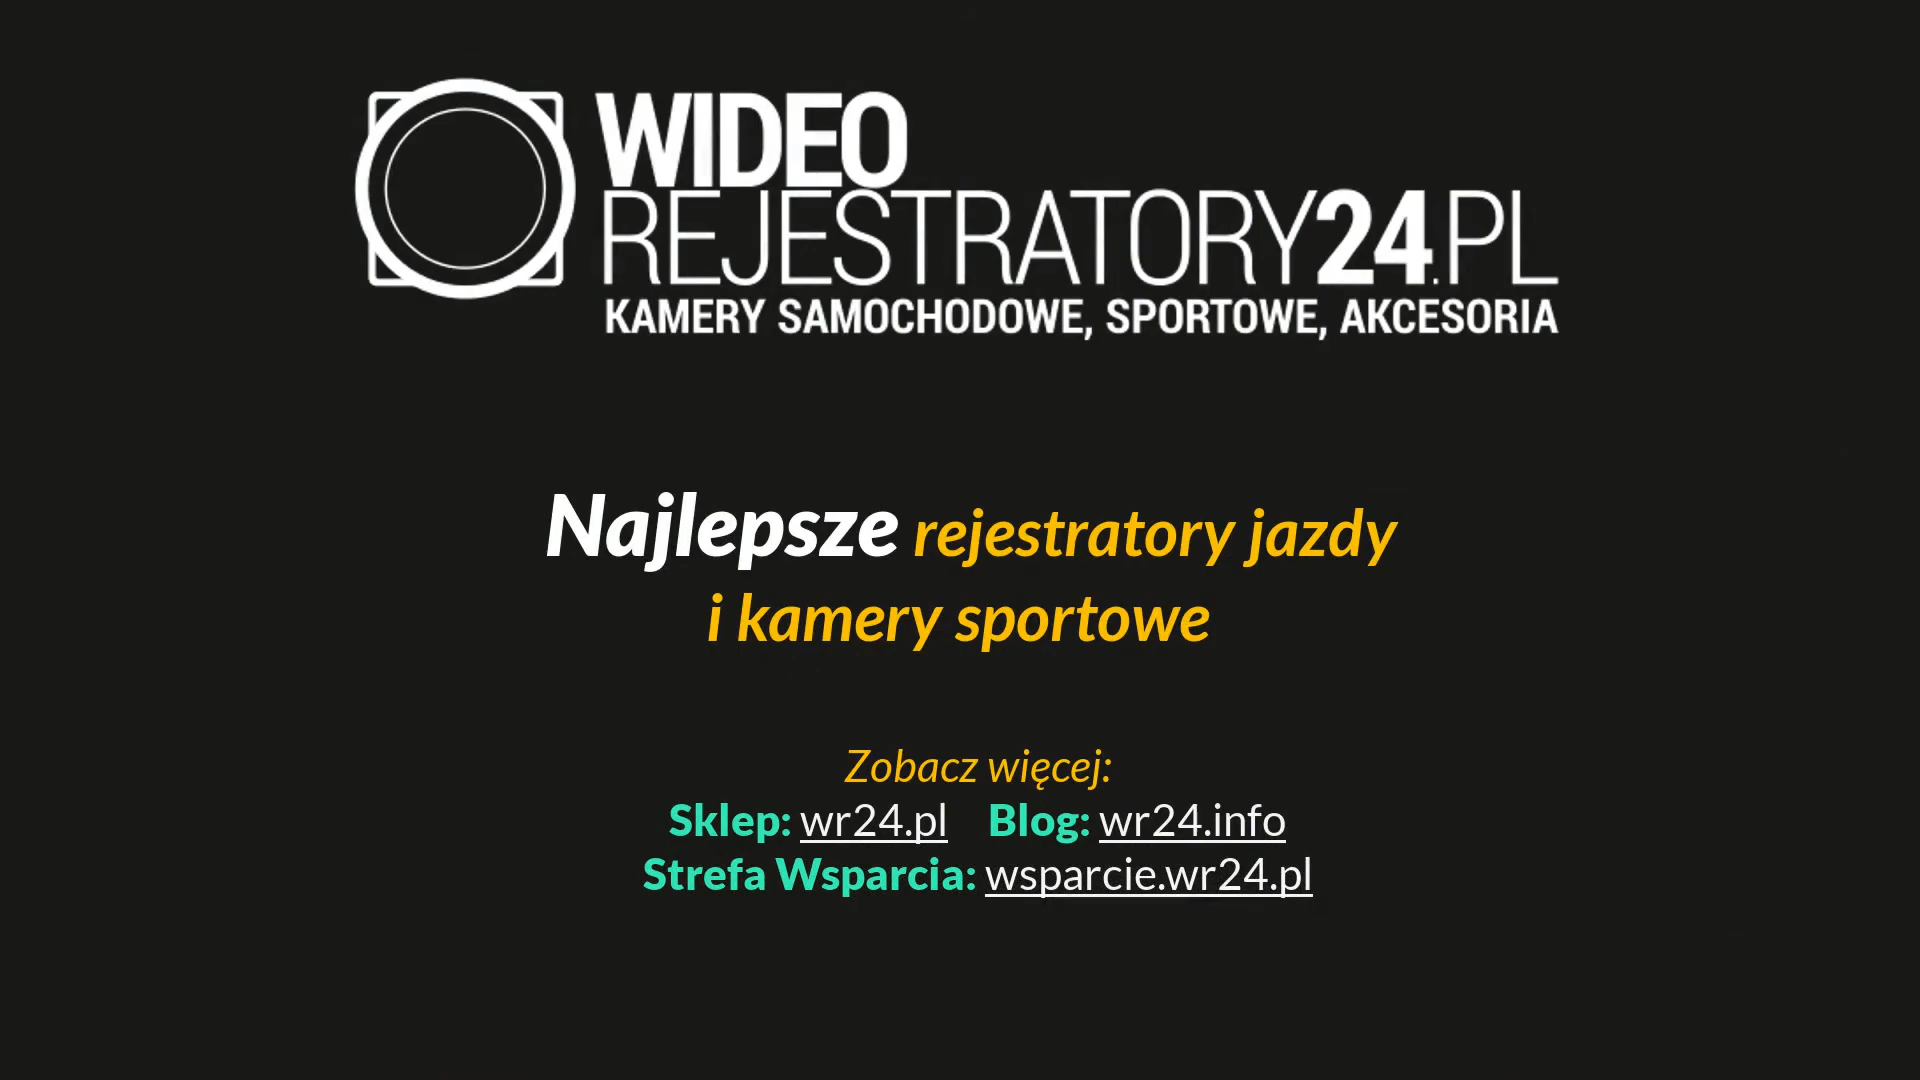 WIDEO
REJESTRATORY24.PL
KAMERY SAMOCHODOWE, SPORTOWE, AKCESORIA
Najlepsze rejestratory jazdy
i kamery sportowe
Zobacz więcej:
Sklep: wr24.pl Blog: wr24.info
Strefa Wsparcia: wsparcie.wr24.pl